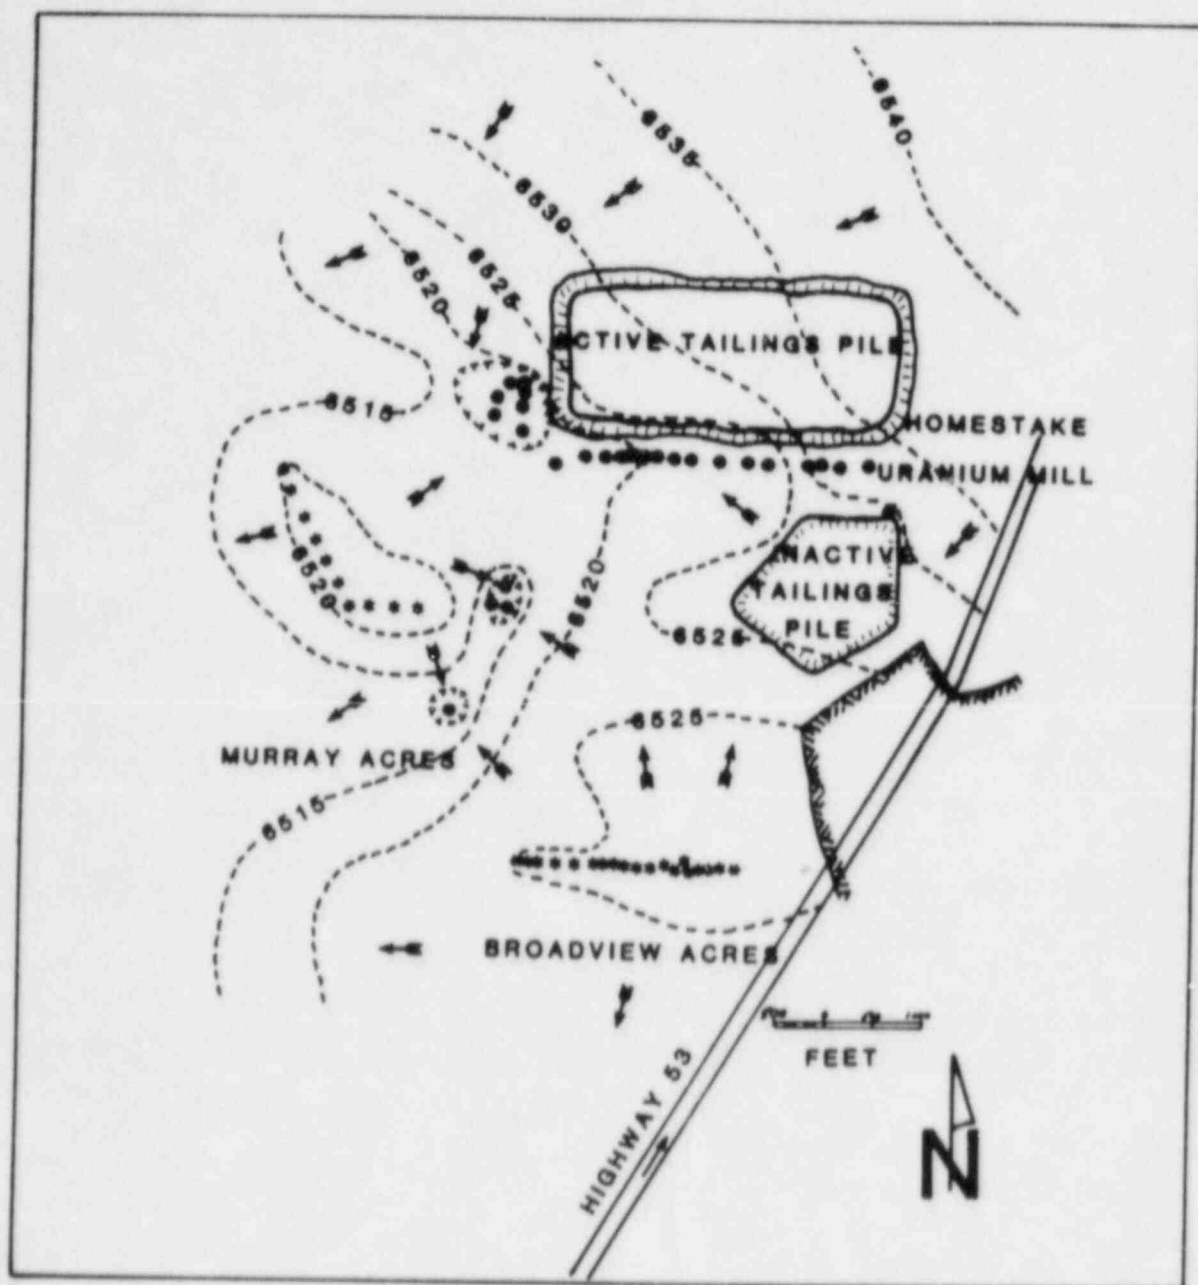 6540
6535
6530
6525
6520
ACTIVE TAILINGS PILE
6515
HOMESTAKE
URANIUM MILL
6520
6520
INACTIVE
TAILINGS
PILE
6525
6525
MURRAY ACRES
6515
BROADVIEW ACRES
FEET
HIGHWAY 53
N